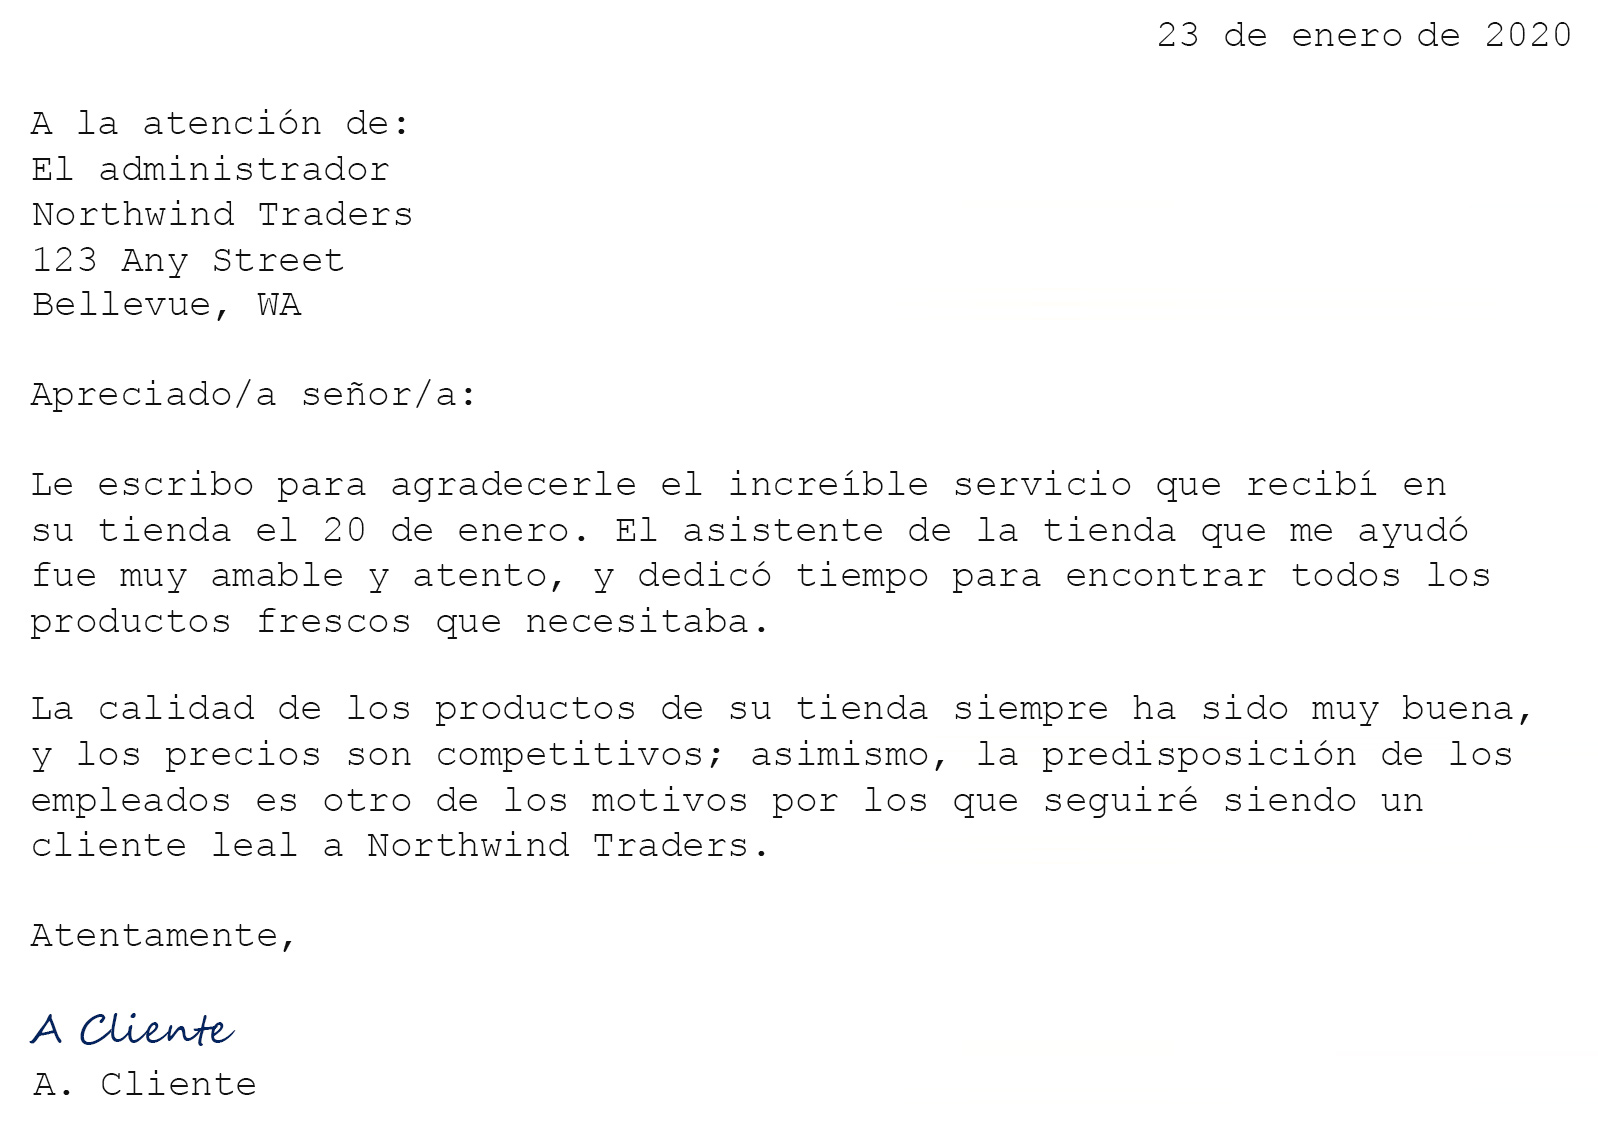 23 de enero de 2020
A la atención de:
El administrador
Northwind Traders
123 Any Street
Bellevue, WA
Apreciado/a señor/a:
Le escribo para agradecerle el increíble servicio que recibí en
su tienda el 20 de enero. El asistente de la tienda que me ayudó
fue muy amable y atento, y dedicó tiempo para encontrar todos los
productos frescos que necesitaba.
La calidad de los productos de su tienda siempre ha sido muy buena,
y los precios son competitivos; asimismo, la predisposición de los
empleados es otro de los motivos por los que seguiré siendo un
cliente leal a Northwind Traders.
Atentamente,
A Cliente
A. Cliente